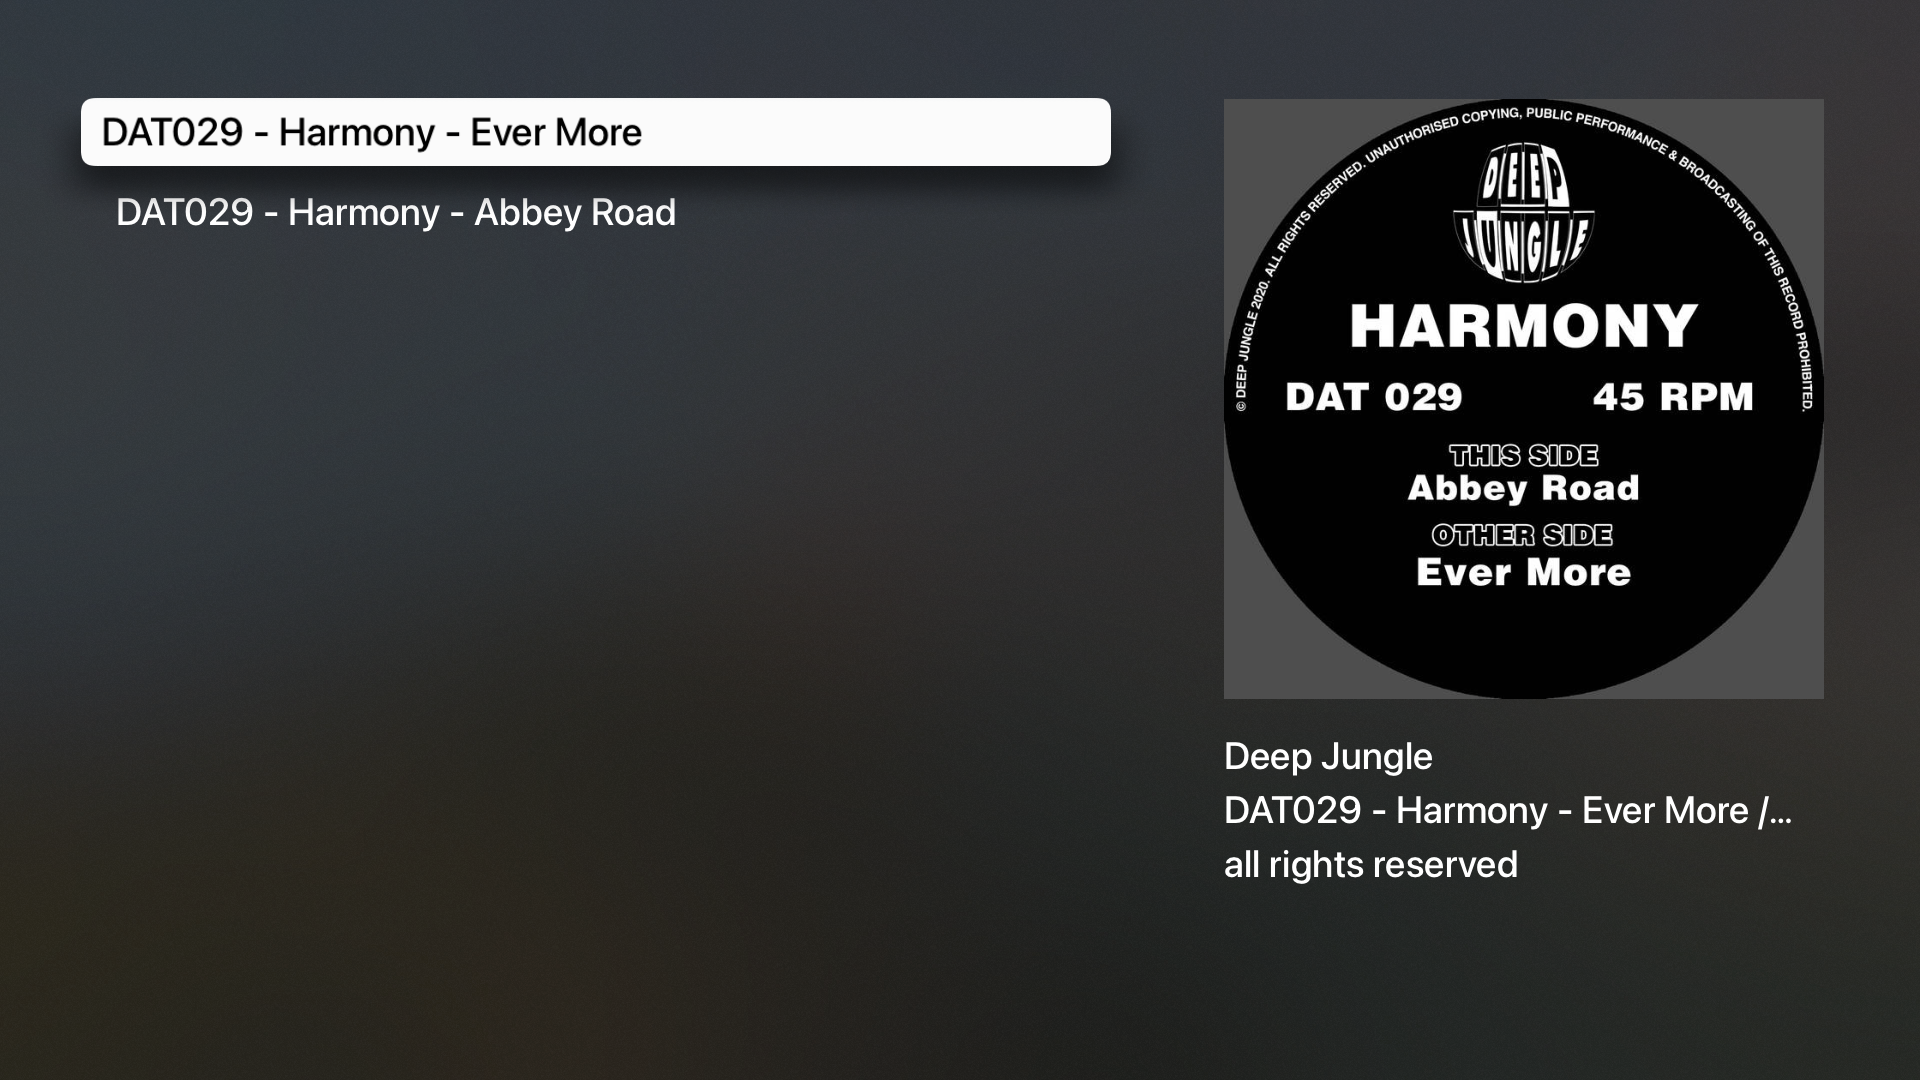 DAT029 - Harmony - Ever More
DAT029 - Harmony - Abbey Road
© DEEP JUNGLE 2020. ALL RIGHTS RESERVED. UNAUTHORISED COPYING, PUBLIC PERFORMANCE & BROADCASTING OF THIS RECORD PROHIBITED.
DEEP
JUNGLE
HARMONY
DAT 029 45 RPM
THIS SIDE
Abbey Road
OTHER SIDE
Ever More
Deep Jungle
DAT029 - Harmony - Ever More /...
all rights reserved